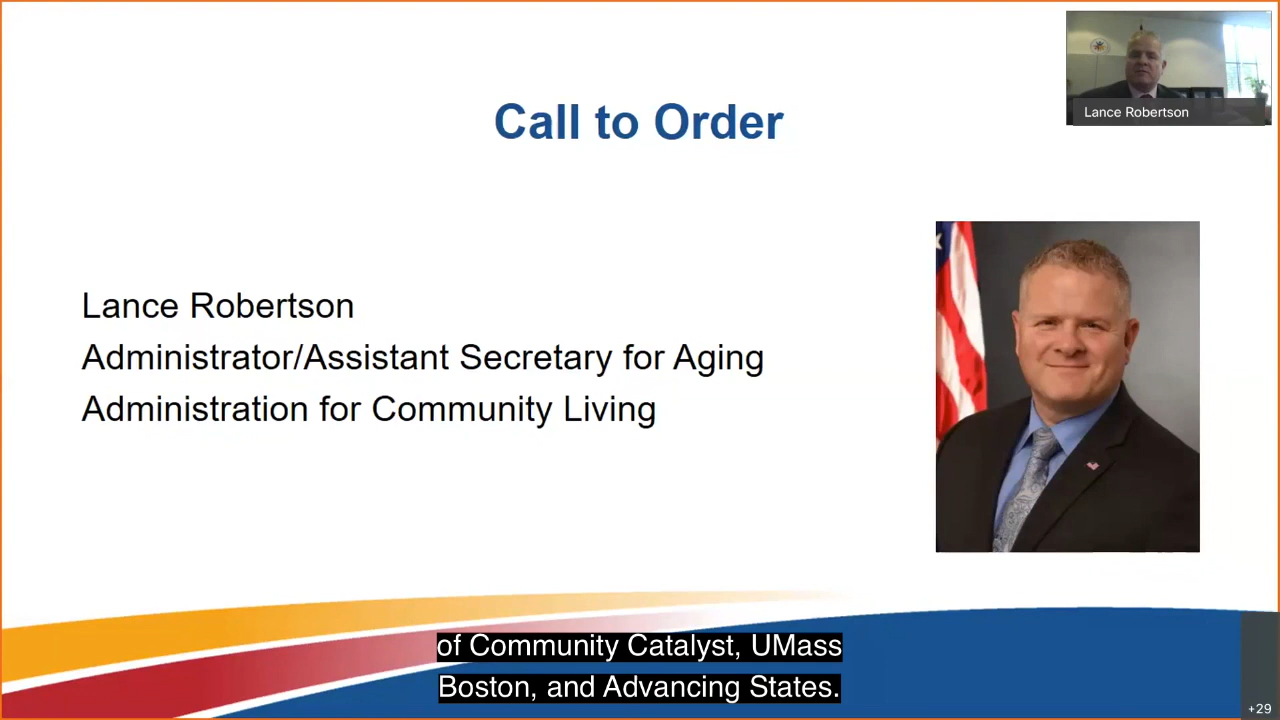 Call to Order
Lance Robertson
Lance Robertson
Administrator/Assistant Secretary for Aging
Administration for Community Living
of Community Catalyst, UMass
Boston, and Advancing States.
+29